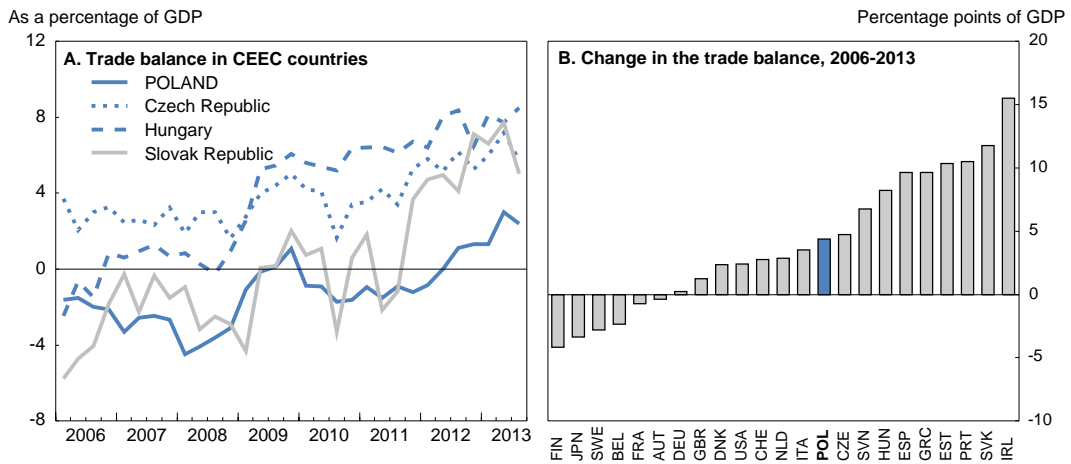 As a percentage of GDP
Percentage points of GDP
A. Trade balance in CEEC countries
POLAND
Czech Republic
Hungary
Slovak Republic
12
8
4
0
-4
-8
2006 2007 2008 2009 2010 2011 2012 2013
B. Change in the trade balance, 2006-2013
20
15
10
5
0
-5
-10
FIN JPN SWE BEL FRA AUT DEU GBR DNK USA CHE NLD ITA POL CZE SVN HUN ESP GRC EST PRT SVK IRL